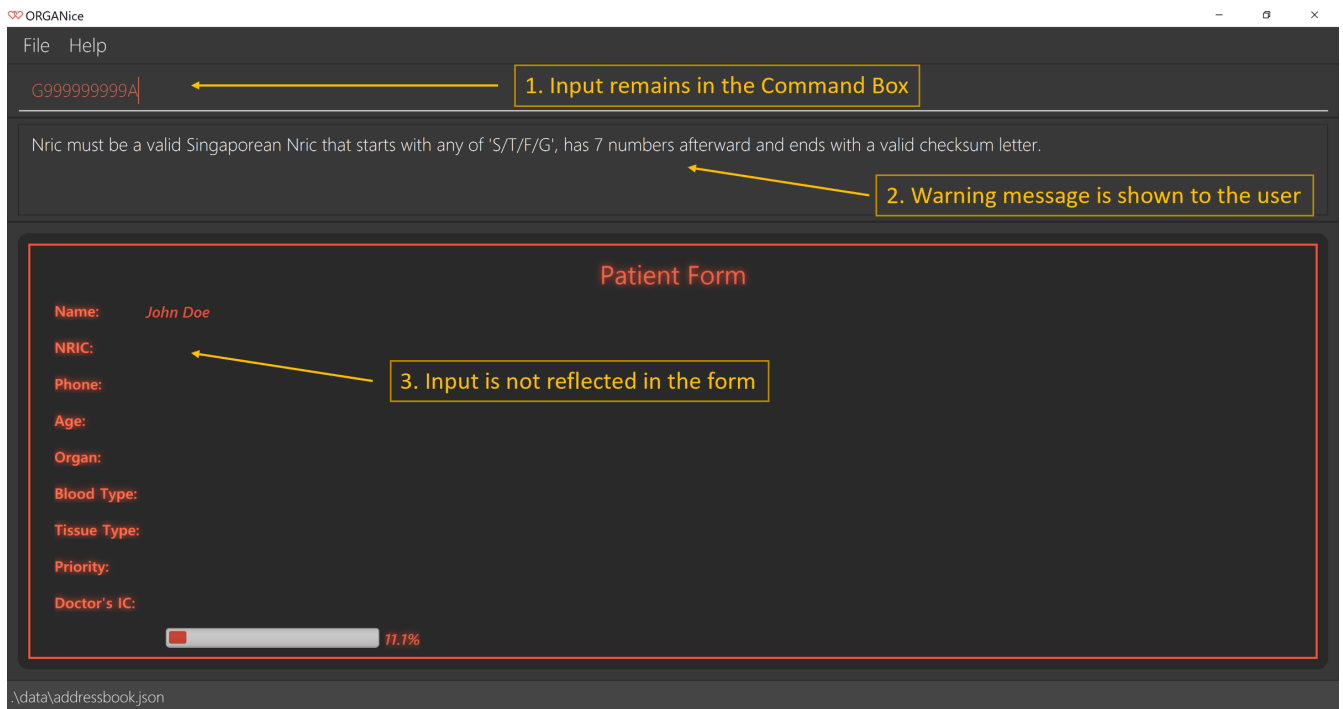 ORGANice
File Help
G999999999A
1. Input remains in the Command Box
Nric must be a valid Singaporean Nric that starts with any of 'S/T/F/G', has 7 numbers afterward and ends with a valid checksum letter.
2. Warning message is shown to the user
Patient Form
Name: John Doe
NRIC:
3. Input is not reflected in the form
Phone:
Age:
Organ:
Blood Type:
Tissue Type:
Priority:
Doctor's IC:
11.1%
.\data\addressbook.json